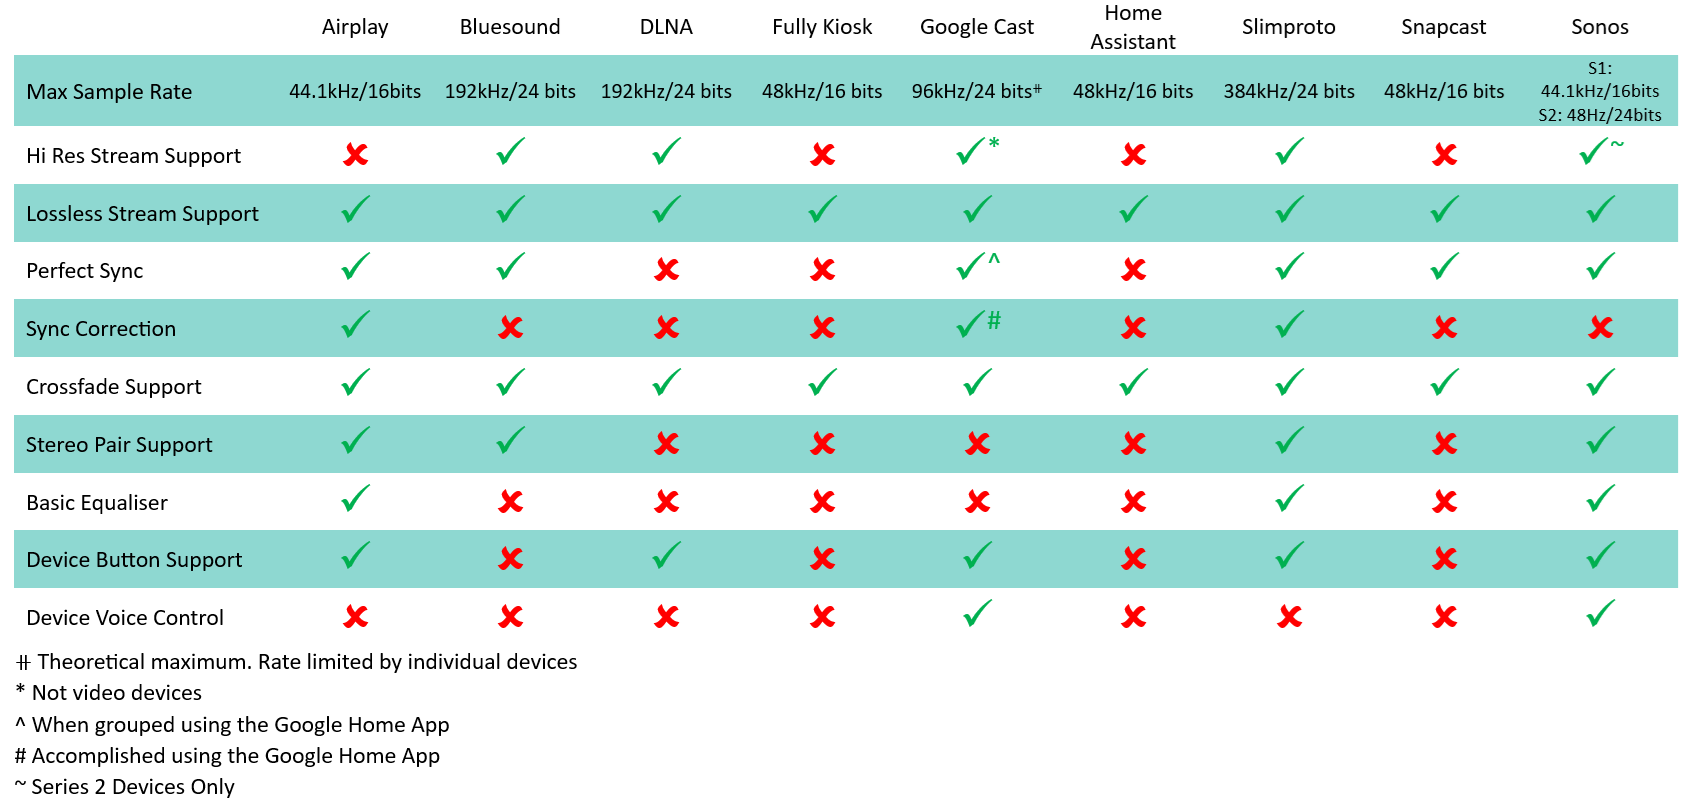 Airplay Bluesound DLNA Fully Kiosk Google Cast Home Assistant Slimproto Snapcast Sonos
Max Sample Rate 44.1kHz/16bits 192kHz/24 bits 192kHz/24 bits 48kHz/16 bits 96kHz/24 bits⧺ 48kHz/16 bits 384kHz/24 bits 48kHz/16 bits S1: 44.1kHz/16bits S2: 48Hz/24bits
Hi Res Stream Support ✘ ✓ ✓ ✘ ✓* ✘ ✓ ✘ ✓~
Lossless Stream Support ✓ ✓ ✓ ✓ ✓ ✓ ✓ ✓ ✓
Perfect Sync ✓ ✓ ✘ ✘ ✓^ ✘ ✓ ✓ ✓
Sync Correction ✓ ✘ ✘ ✘ ✓# ✘ ✓ ✘ ✘
Crossfade Support ✓ ✓ ✓ ✓ ✓ ✓ ✓ ✓ ✓
Stereo Pair Support ✓ ✓ ✘ ✘ ✘ ✘ ✓ ✘ ✓
Basic Equaliser ✓ ✘ ✘ ✘ ✘ ✘ ✓ ✘ ✓
Device Button Support ✓ ✘ ✓ ✘ ✓ ✘ ✓ ✘ ✓
Device Voice Control ✘ ✘ ✘ ✘ ✓ ✘ ✘ ✘ ✓
⧺ Theoretical maximum. Rate limited by individual devices
* Not video devices
^ When grouped using the Google Home App
# Accomplished using the Google Home App
~ Series 2 Devices Only